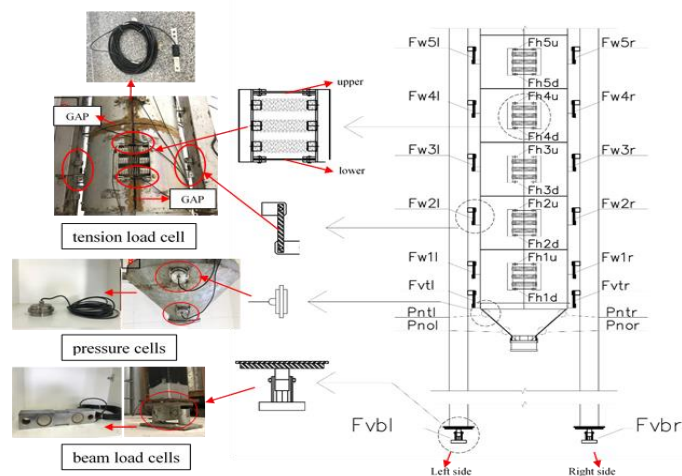 GAP
GAP
tension load cell
pressure cells
beam load cells
upper
lower
Fw5l
Fh5u
Fw5r
Fh5d
Fw4l
Fh4u
Fw4r
Fh4d
Fw3l
Fh3u
Fw3r
Fh3d
Fw2l
Fh2u
Fw2r
Fh2d
Fw1l
Fh1u
Fw1r
Fvtl
Fh1d
Fvtr
Pntl
Pntr
Pnol
Pnor
Fvbl
Fvbr
Left side
Right side